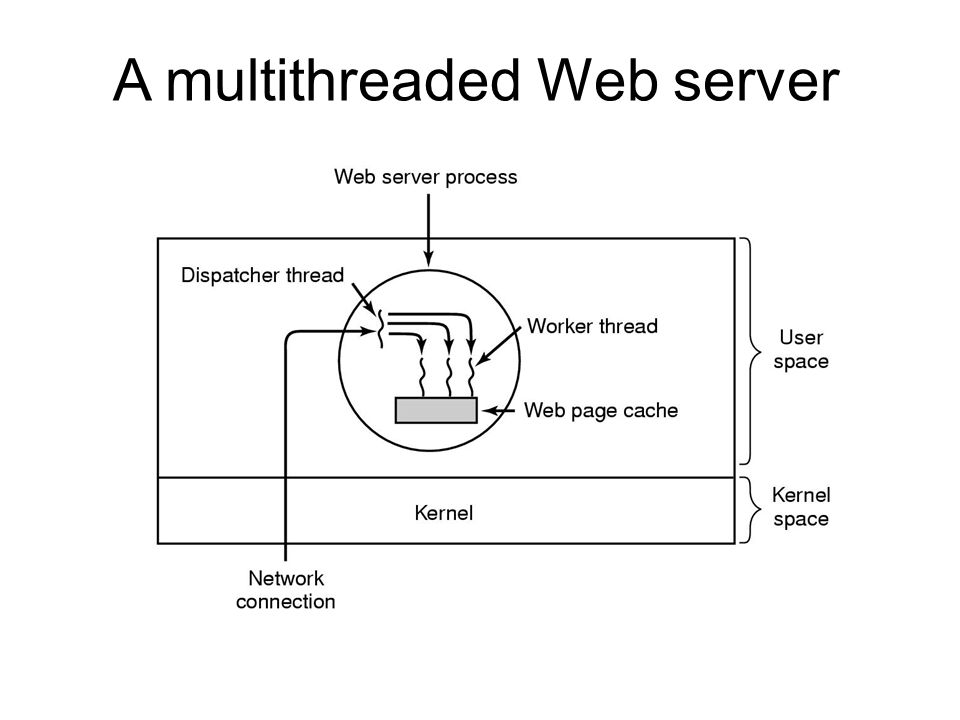 A multithreaded Web server
Web server process
Dispatcher thread
Worker thread
User
space
Web page cache
Kernel
Kernel
space
Network
connection